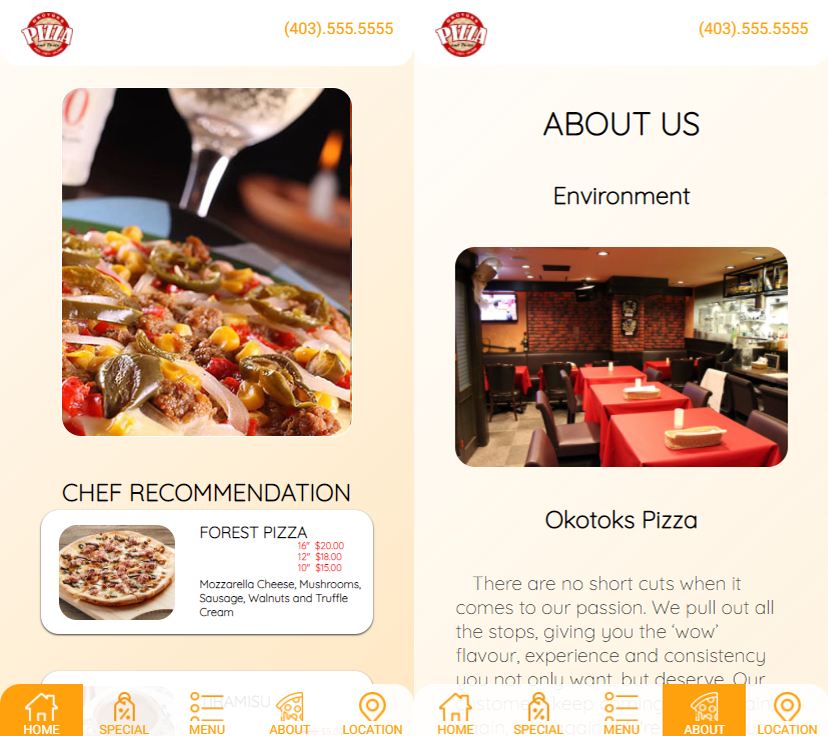 PIZZA
(403).555.5555
CHEF RECOMMENDATION
FOREST PIZZA
16" $20.00
12" $18.00
10" $15.00
Mozzarella Cheese, Mushrooms,
Sausage, Walnuts and Truffle
Cream
TIRAMISU
HOME
SPECIAL
MENU
ABOUT
LOCATION
PIZZA
(403).555.5555
ABOUT US
Environment
Okotoks Pizza
There are no short cuts when it
comes to our passion. We pull out all
the stops, giving you the ‘wow’
flavour, experience and consistency
you not only want, but deserve. Our
HOME
SPECIAL
MENU
ABOUT
LOCATION